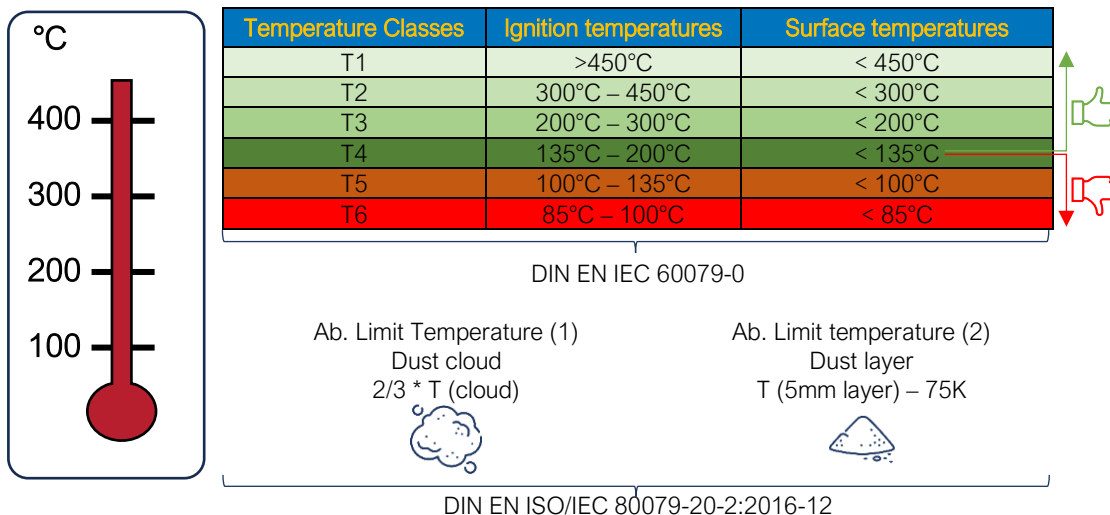 °C
400
300
200
100
Temperature Classes Ignition temperatures Surface temperatures
T1 >450°C < 450°C
T2 300°C – 450°C < 300°C
T3 200°C – 300°C < 200°C
T4 135°C – 200°C < 135°C
T5 100°C – 135°C < 100°C
T6 85°C – 100°C < 85°C
DIN EN IEC 60079-0
Ab. Limit Temperature (1)
Dust cloud
2/3 * T (cloud)
Ab. Limit temperature (2)
Dust layer
T (5mm layer) – 75K
DIN EN ISO/IEC 80079-20-2:2016-12